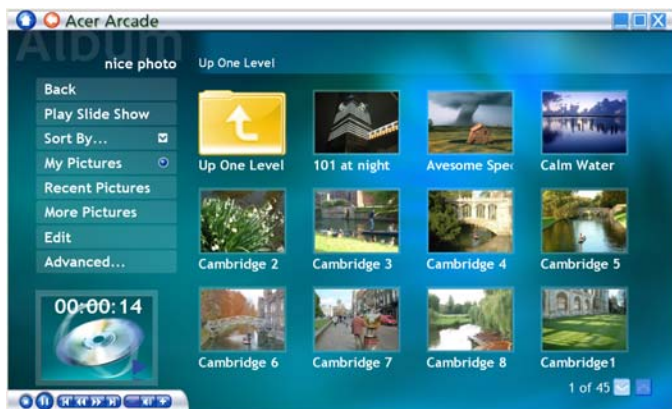 Acer Arcade
Album
nice photo
Up One Level
Back
Play Slide Show
Sort By...
My Pictures
Recent Pictures
More Pictures
Edit
Advanced...
00:00:14
Up One Level
101 at night
Avesome Spe
Calm Water
Cambridge 2
Cambridge 3
Cambridge 4
Cambridge 5
Cambridge 6
Cambridge 7
Cambridge 8
Cambridge1
1 of 45